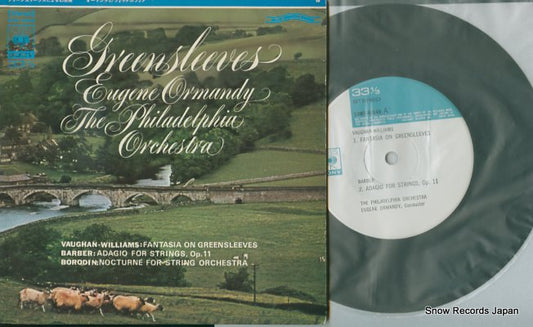 Greensleeves
Eugene Ormandy
The Philadelphia
Orchestra
VAUGHAN-WILLIAMS: FANTASIA ON GREENSLEEVES
BARBER: ADAGIO FOR STRINGS, Op. 11
BORODIN: NOCTURNE FOR STRING ORCHESTRA
33⅓
VAUGHAN WILLIAMS
1. FANTASIA ON GREENSLEEVES
BARBER
2. ADAGIO FOR STRINGS, Op. 11
THE PHILADELPHIA ORCHESTRA
EUGENE ORMANDY, Conductor
Snow Records Japan